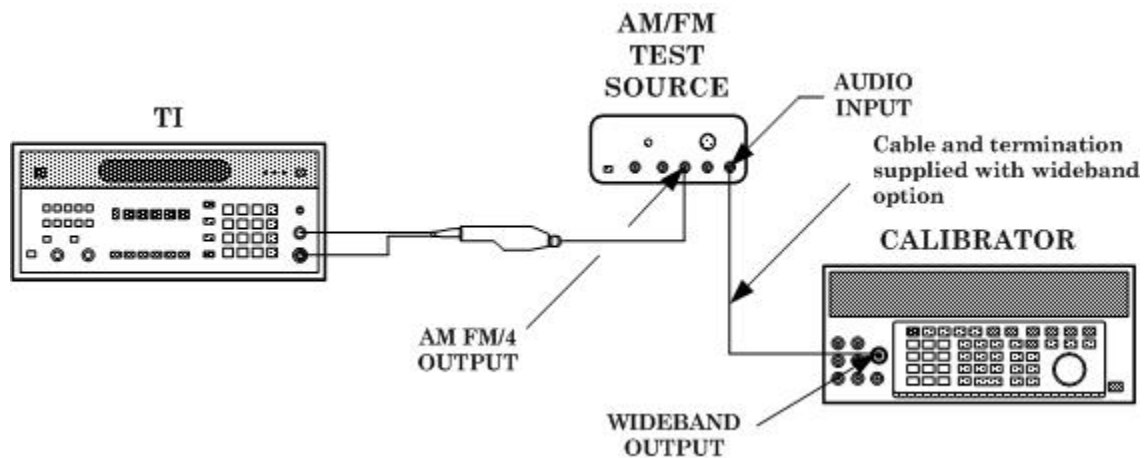 AM/FM
TEST
SOURCE
AUDIO
INPUT
TI
Cable and termination
supplied with wideband
option
CALIBRATOR
AM FM/4
OUTPUT
WIDEBAND
OUTPUT